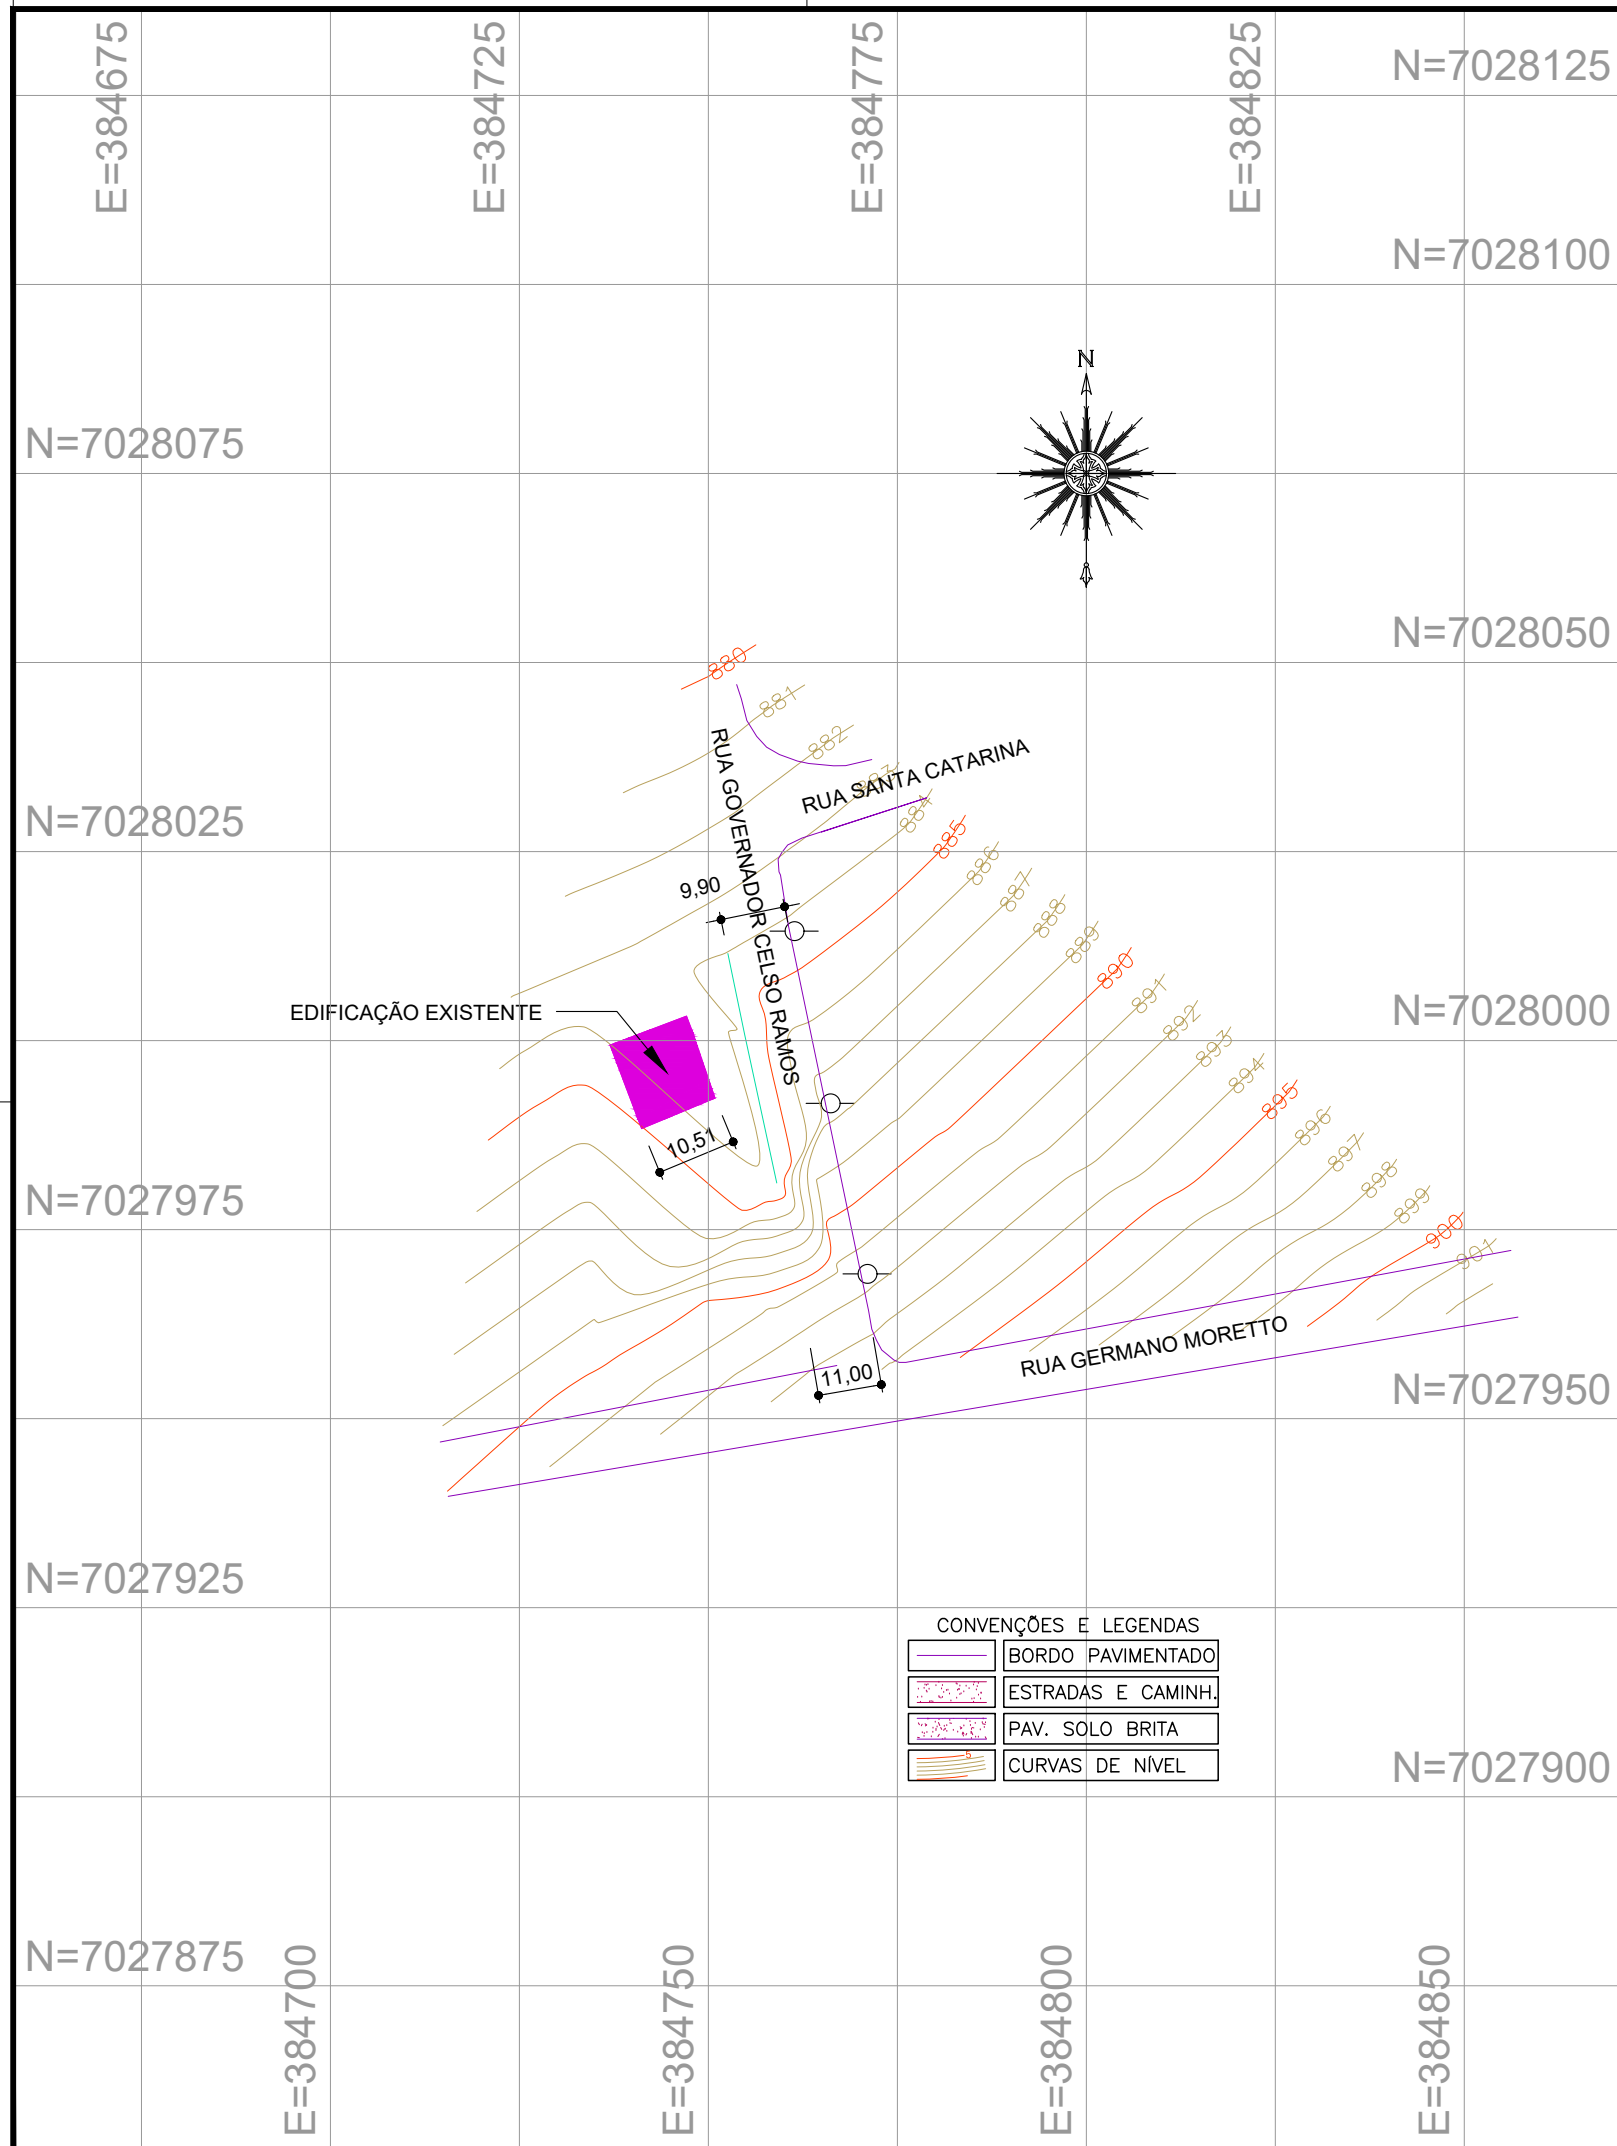 E=384675
E=384725
E=384775
E=384825
N=7028125
N=7028100
N
N=7028075
N=7028050
880
881
882
883
RUA SANTA CATARINA
RUA GOVERNADOR CELSO RAMOS
N=7028025
884
885
886
887
888
889
890
891
892
893
894
895
896
897
898
899
900
901
9,90
EDIFICAÇÃO EXISTENTE
N=7028000
10,51
N=7027975
11,00
RUA GERMANO MORETTO
N=7027950
N=7027925
CONVENÇÕES E LEGENDAS
BORDO PAVIMENTADO
ESTRADAS E CAMINH.
PAV. SOLO BRITA
5
CURVAS DE NÍVEL
N=7027900
N=7027875
E=384700
E=384750
E=384800
E=384850